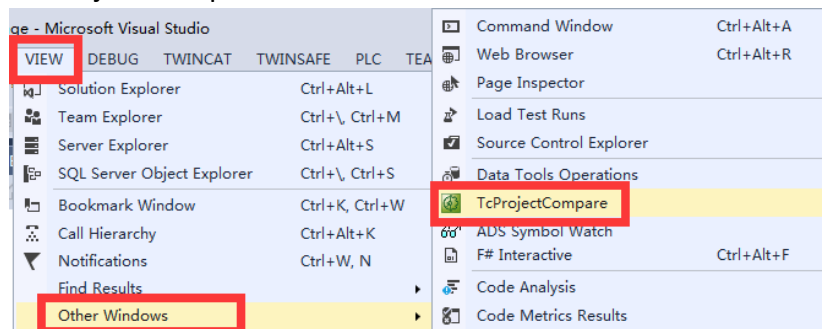 ge - Microsoft Visual Studio
VIEW DEBUG TWINCAT TWINSAFE PLC TEA
Solution Explorer Ctrl+Alt+L
Team Explorer Ctrl+\, Ctrl+M
Server Explorer Ctrl+Alt+S
SQL Server Object Explorer Ctrl+\, Ctrl+S
Bookmark Window Ctrl+K, Ctrl+W
Call Hierarchy Ctrl+Alt+K
Notifications Ctrl+W, N
Find Results
Other Windows
Command Window Ctrl+Alt+A
Web Browser Ctrl+Alt+R
Page Inspector
Load Test Runs
Source Control Explorer
Data Tools Operations
TcProjectCompare
ADS Symbol Watch
F# Interactive Ctrl+Alt+F
Code Analysis
Code Metrics Results